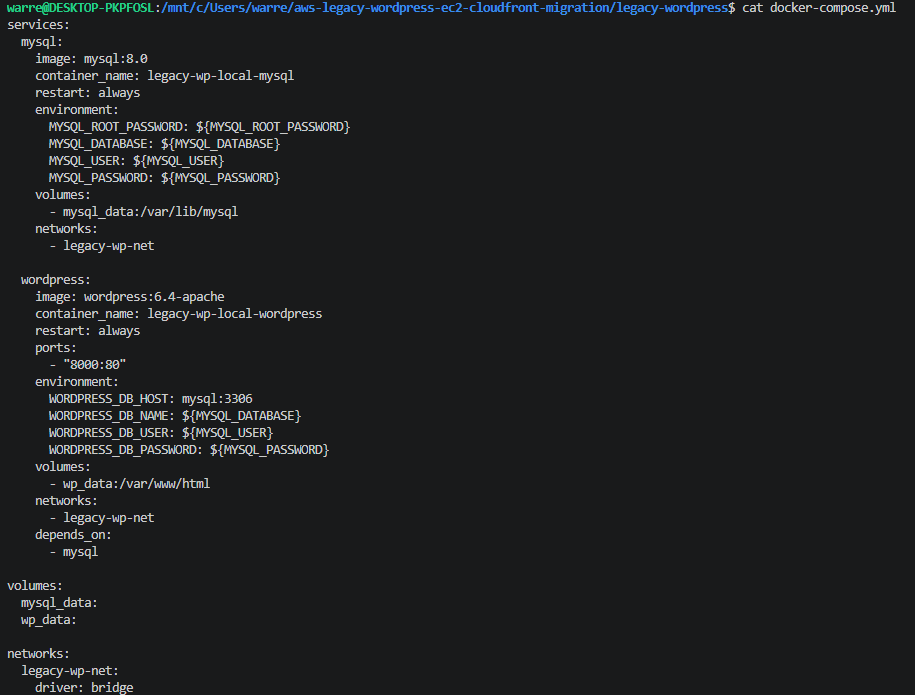 warre@DESKTOP-PKPFOSL:/mnt/c/Users/warre/aws-legacy-wordpress-ec2-cloudfront-migration/legacy-wordpress$ cat docker-compose.yml
services:
  mysql:
    image: mysql:8.0
    container_name: legacy-wp-local-mysql
    restart: always
    environment:
      MYSQL_ROOT_PASSWORD: ${MYSQL_ROOT_PASSWORD}
      MYSQL_DATABASE: ${MYSQL_DATABASE}
      MYSQL_USER: ${MYSQL_USER}
      MYSQL_PASSWORD: ${MYSQL_PASSWORD}
    volumes:
      - mysql_data:/var/lib/mysql
    networks:
      - legacy-wp-net

  wordpress:
    image: wordpress:6.4-apache
    container_name: legacy-wp-local-wordpress
    restart: always
    ports:
      - "8000:80"
    environment:
      WORDPRESS_DB_HOST: mysql:3306
      WORDPRESS_DB_NAME: ${MYSQL_DATABASE}
      WORDPRESS_DB_USER: ${MYSQL_USER}
      WORDPRESS_DB_PASSWORD: ${MYSQL_PASSWORD}
    volumes:
      - wp_data:/var/www/html
    networks:
      - legacy-wp-net
    depends_on:
      - mysql

volumes:
  mysql_data:
  wp_data:

networks:
  legacy-wp-net:
    driver: bridge